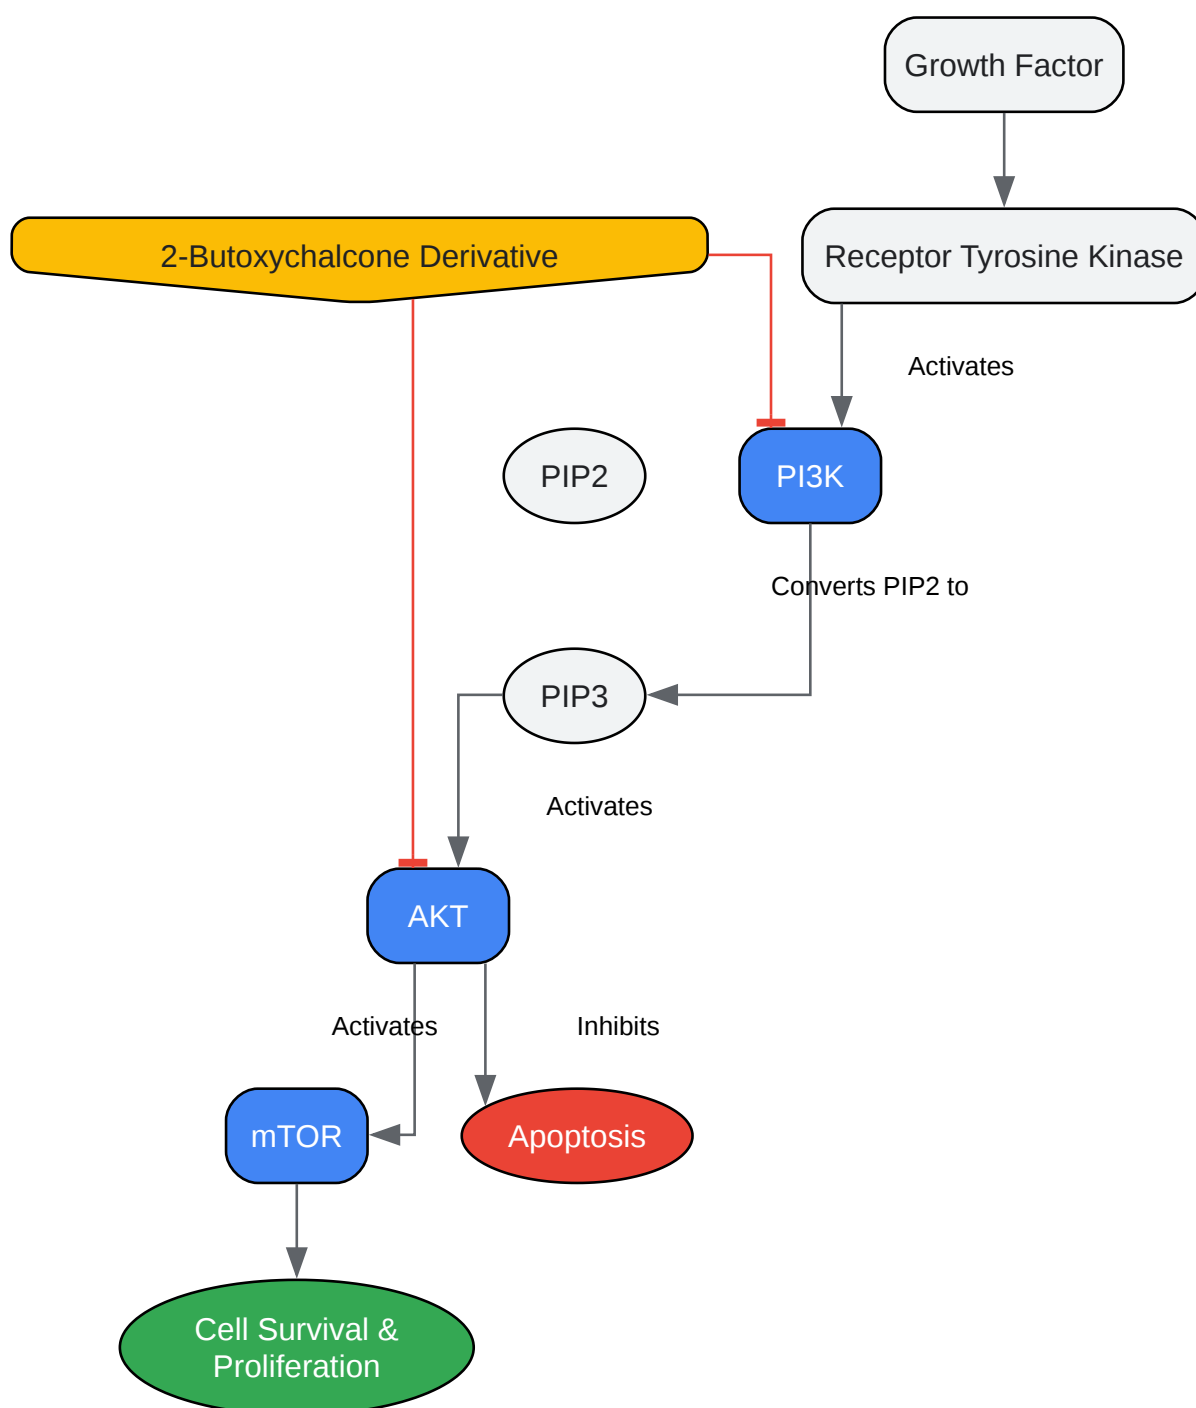 Growth Factor
2-Butoxychalcone Derivative
Receptor Tyrosine Kinase
Activates
PIP2
PI3K
Converts PIP2 to
PIP3
Activates
AKT
Activates
Inhibits
mTOR
Apoptosis
Cell Survival &
Proliferation